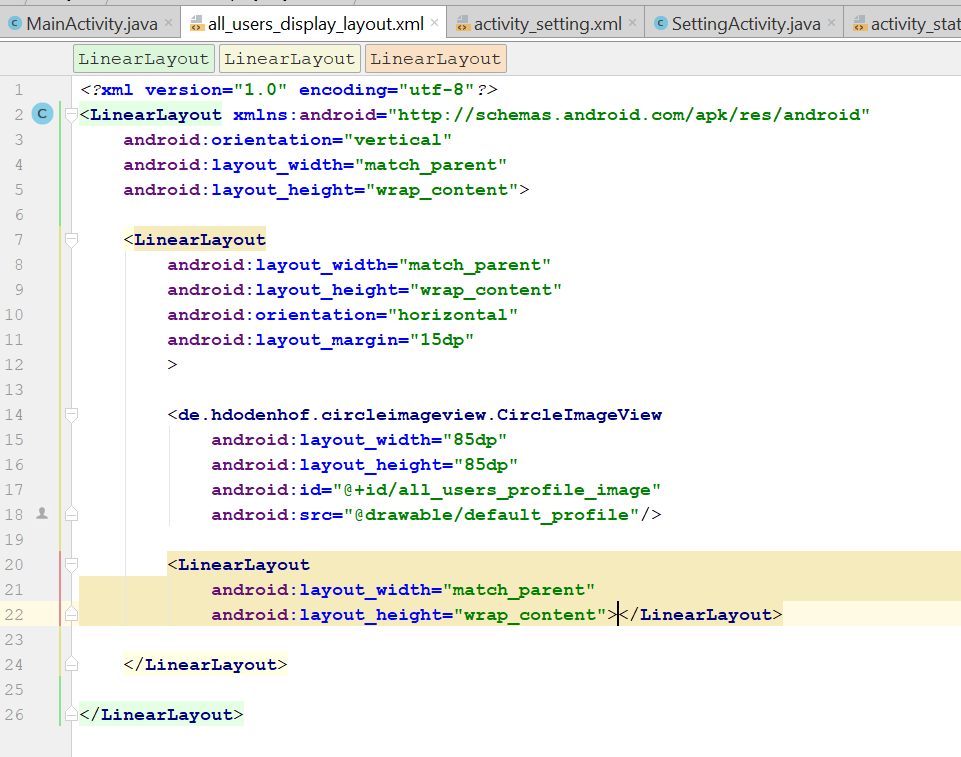 MainActivity.java × all_users_display_layout.xml × activity_setting.xml × SettingActivity.java × activity_stat
LinearLayout LinearLayout LinearLayout
1 <?xml version="1.0" encoding="utf-8"?>
2 C <LinearLayout xmlns:android="http://schemas.android.com/apk/res/android"
3 android:orientation="vertical"
4 android:layout_width="match_parent"
5 android:layout_height="wrap_content">
6
7 <LinearLayout
8 android:layout_width="match_parent"
9 android:layout_height="wrap_content"
10 android:orientation="horizontal"
11 android:layout_margin="15dp"
12 >
13
14 <de.hdodenhof.circleimageview.CircleImageView
15 android:layout_width="85dp"
16 android:layout_height="85dp"
17 android:id="@+id/all_users_profile_image"
18 android:src="@drawable/default_profile"/>
19
20 <LinearLayout
21 android:layout_width="match_parent"
22 android:layout_height="wrap_content"></LinearLayout>
23
24 </LinearLayout>
25
26 </LinearLayout>